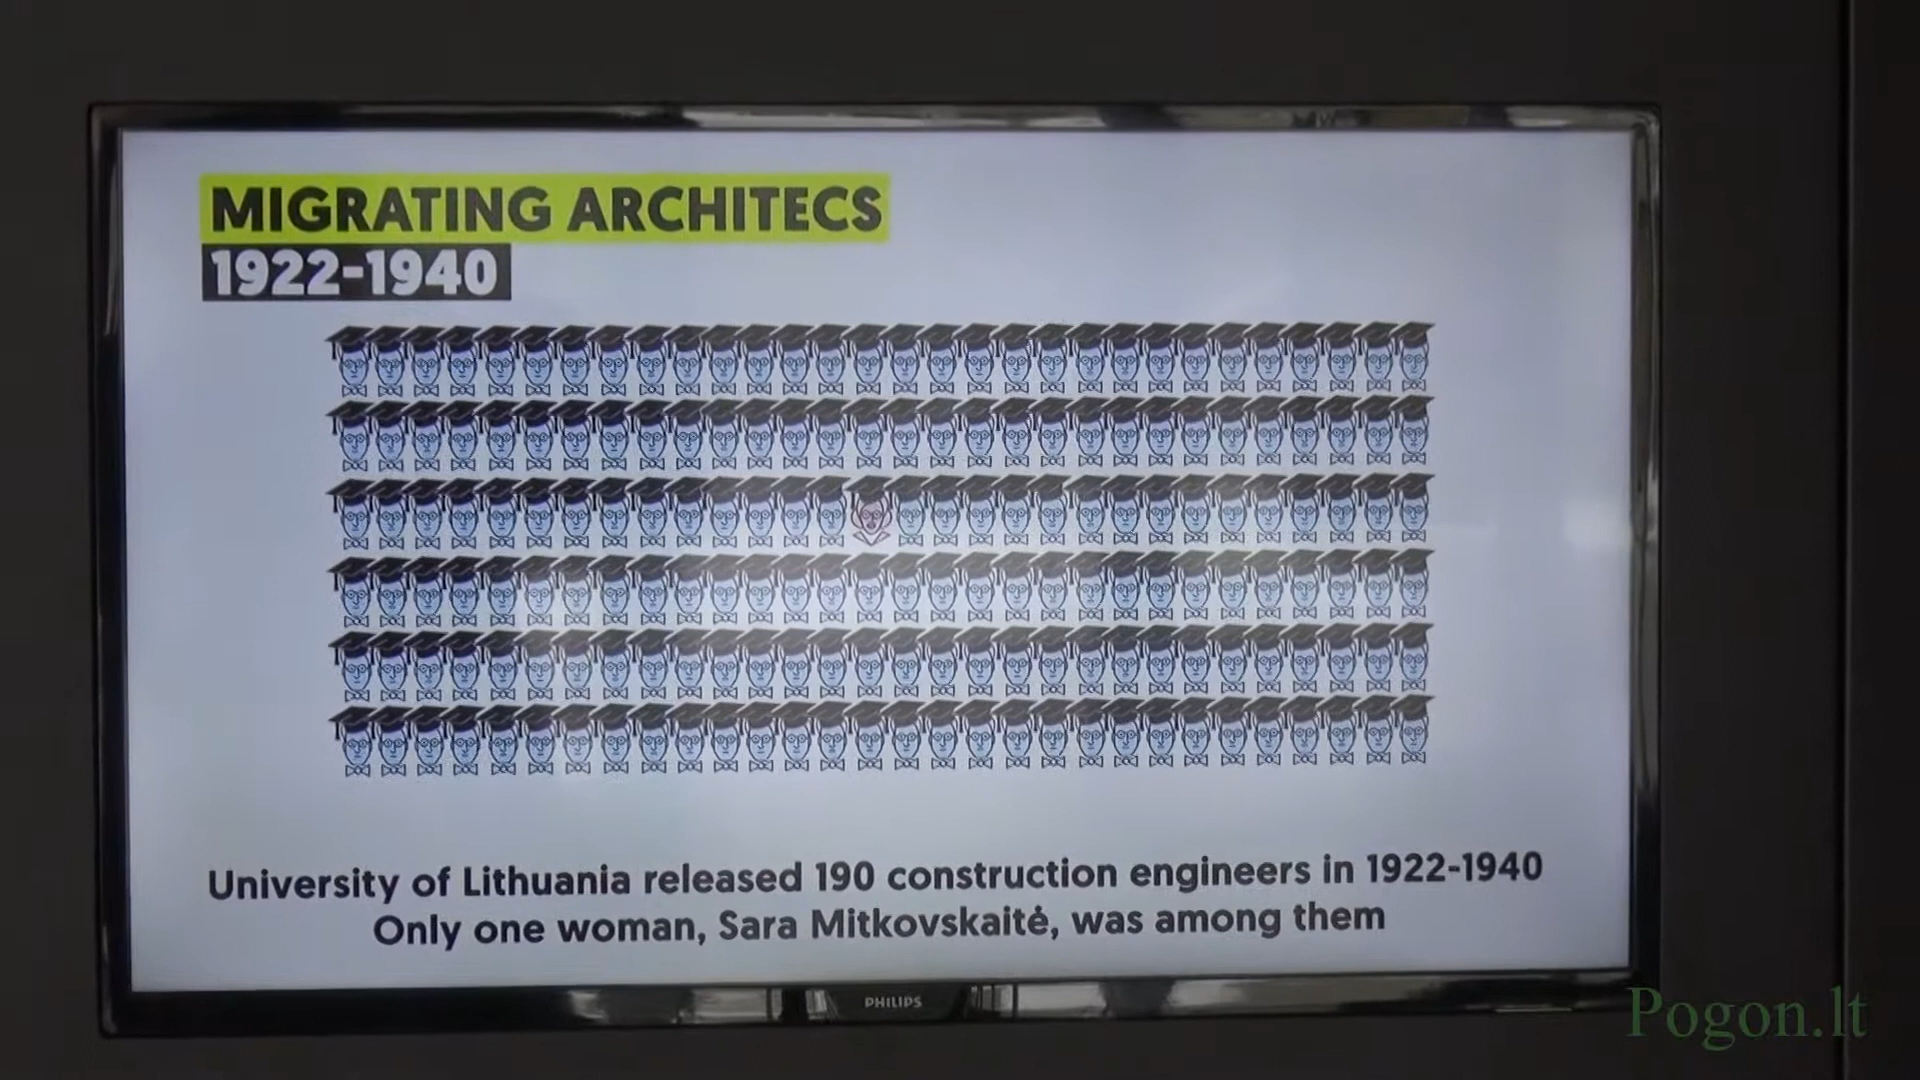 MIGRATING ARCHITECS
1922-1940
University of Lithuania released 190 construction engineers in 1922-1940
Only one woman, Sara Mitkovskaitė, was among them
PHILIPS
Pogon.lt